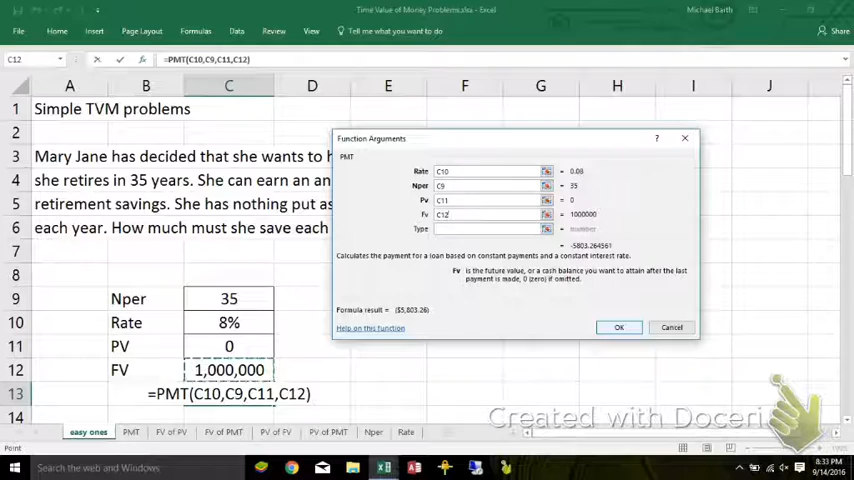 Time Value of Money Problems.xlsx - Excel
Michael Barth
File Home Insert Page Layout Formulas Data Review View Tell me what you want to do Share
C12 =PMT(C10,C9,C11,C12)
A B C D E F G H I J
1 Simple TVM problems
2
3 Mary Jane has decided that she wants to h
4 she retires in 35 years. She can earn an an
5 retirement savings. She has nothing put as
6 each year. How much must she save each
7
8
9 Nper 35
10 Rate 8%
11 PV 0
12 FV 1,000,000
13 =PMT(C10,C9,C11,C12)
14
Function Arguments ?
PMT
Rate C10 = 0.08
Nper C9 = 35
Pv C11 = 0
Fv C12 = 1000000
Type = number
= -5803.264561
Calculates the payment for a loan based on constant payments and a constant interest rate.
Fv is the future value, or a cash balance you want to attain after the last
payment is made, 0 (zero) if omitted.
Formula result = ($5,803.26)
Help on this function
OK Cancel
Created with Doceri
easy ones PMT FV of PV FV of PMT PV of FV PV of PMT Nper Rate
Point
Search the web and Windows
8:33 PM
9/14/2016